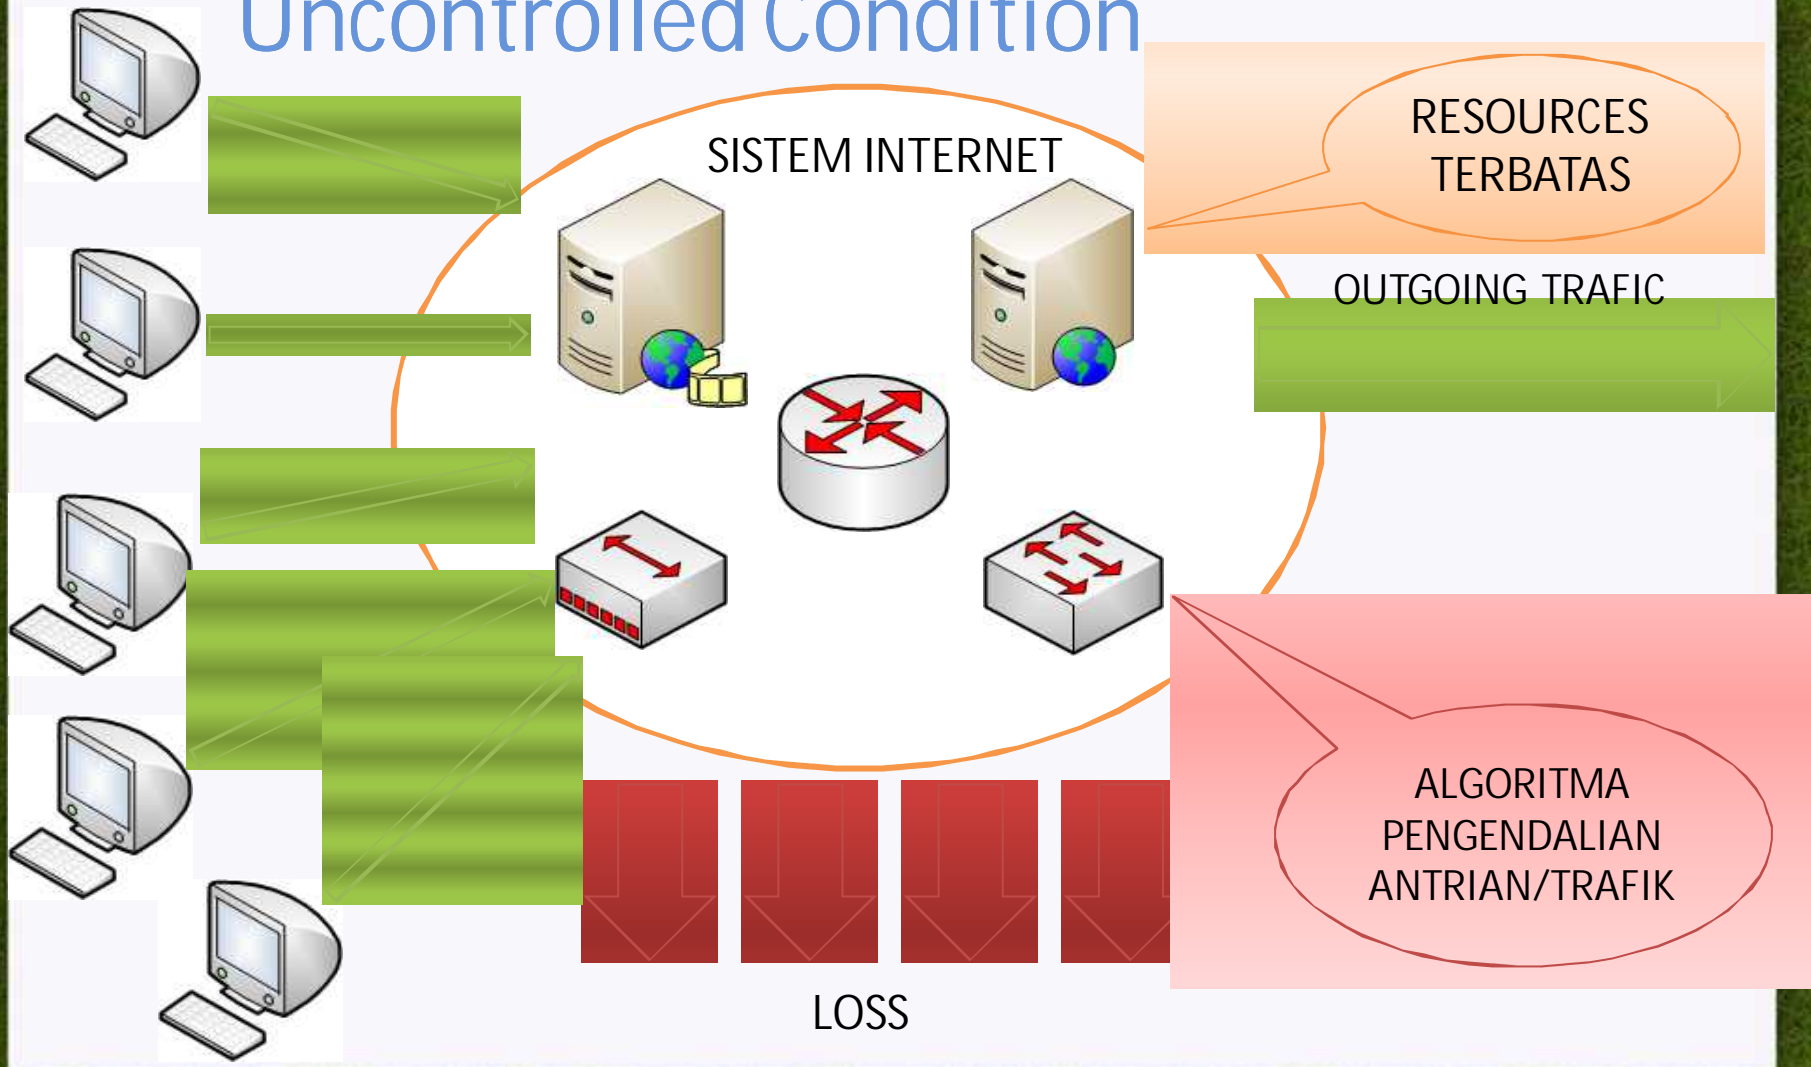 Uncontrolled Condition
SISTEM INTERNET
RESOURCES
TERBATAS
OUTGOING TRAFIC
ALGORITMA
PENGENDALIAN
ANTRIAN/TRAFIK
LOSS